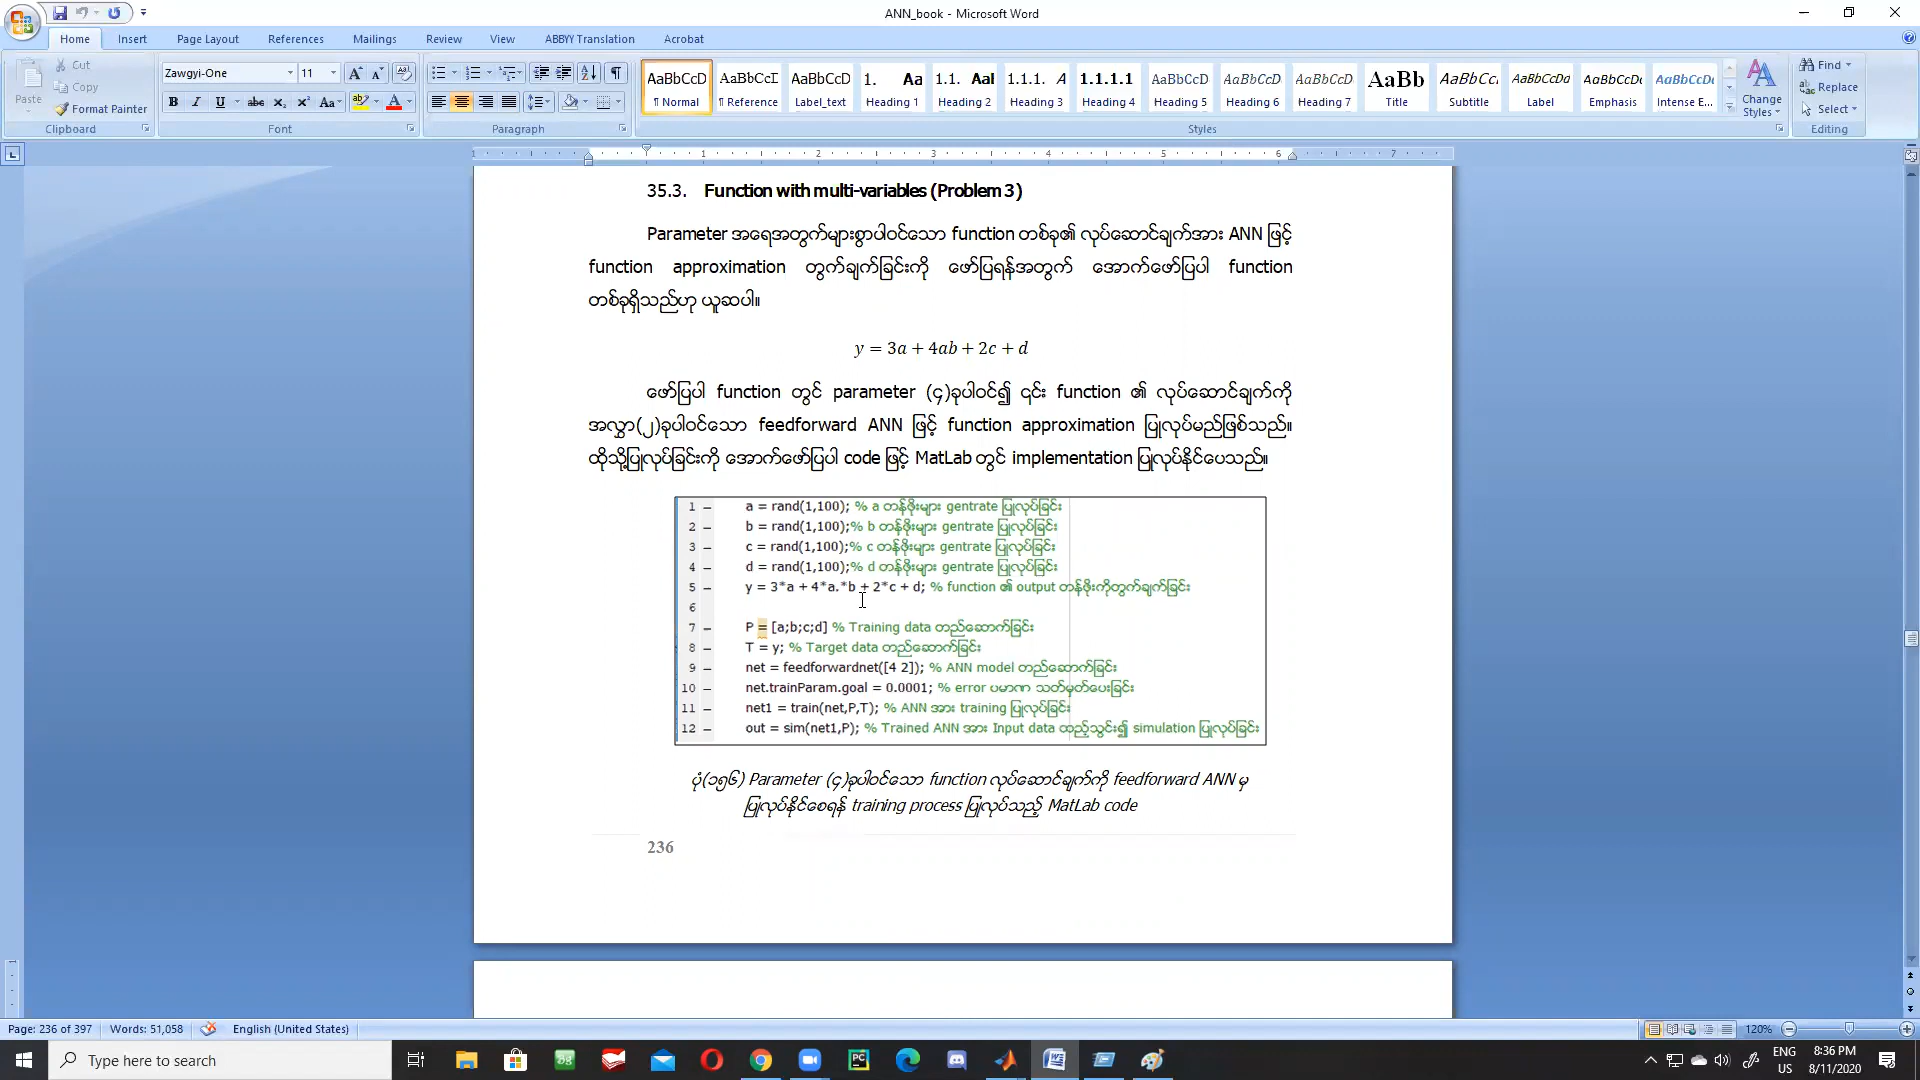 ANN_book - Microsoft Word
Home Insert Page Layout References Mailings Review View ABBYY Translation Acrobat
Paste Cut Copy Format Painter Clipboard
Zawgyi-One 11 Font Paragraph
AaBbCcD ¶ Normal AaBbCcI ¶ Reference AaBbCcD Label_text 1. Aa Heading 1 1.1. AaI Heading 2 1.1.1. A Heading 3 1.1.1.1 Heading 4 AaBbCcD Heading 5 AaBbCcD Heading 6 AaBbCcD Heading 7 AaBb Title AaBbCcI Subtitle AaBbCcDd Label AaBbCcDc Emphasis AaBbCcDt Intense E... Styles
Change Styles Find Replace Select Editing
1 1 2 3 4 5 6 7
35.3. Function with multi-variables (Problem 3)
Parameter အရေအတွက်များစွာပါဝင်သော function တစ်ခု၏ လုပ်ဆောင်ချက်အား ANN ဖြင့်
function approximation တွက်ချက်ခြင်းကို ဖော်ပြရန်အတွက် အောက်ဖော်ပြပါ function
တစ်ခုရှိသည်ဟု ယူဆပါ။
y = 3a + 4ab + 2c + d
ဖော်ပြပါ function တွင် parameter (၄)ခုပါဝင်၍ ၎င်း function ၏ လုပ်ဆောင်ချက်ကို
အလွှာ(၂)ခုပါဝင်သော feedforward ANN ဖြင့် function approximation ပြုလုပ်မည်ဖြစ်သည်။
ထိုသို့ပြုလုပ်ခြင်းကို အောက်ဖော်ပြပါ code ဖြင့် MatLab တွင် implementation ပြုလုပ်နိုင်ပေသည်။
1 – a = rand(1,100); % a တန်ဖိုးများ gentrate ပြုလုပ်ခြင်း
2 – b = rand(1,100);% b တန်ဖိုးများ gentrate ပြုလုပ်ခြင်း
3 – c = rand(1,100);% c တန်ဖိုးများ gentrate ပြုလုပ်ခြင်း
4 – d = rand(1,100);% d တန်ဖိုးများ gentrate ပြုလုပ်ခြင်း
5 – y = 3*a + 4*a.*b + 2*c + d; % function ၏ output တန်ဖိုးကိုတွက်ချက်ခြင်း
6
7 – P = [a;b;c;d] % Training data တည်ဆောက်ခြင်း
8 – T = y; % Target data တည်ဆောက်ခြင်း
9 – net = feedforwardnet([4 2]); % ANN model တည်ဆောက်ခြင်း
10 – net.trainParam.goal = 0.0001; % error ပမာဏ သတ်မှတ်ပေးခြင်း
11 – net1 = train(net,P,T); % ANN အား training ပြုလုပ်ခြင်း
12 – out = sim(net1,P); % Trained ANN အား Input data ထည့်သွင်း၍ simulation ပြုလုပ်ခြင်း
ပုံ(၁၅၆) Parameter (၄)ခုပါဝင်သော function လုပ်ဆောင်ချက်ကို feedforward ANN မှ
ပြုလုပ်နိုင်စေရန် training process ပြုလုပ်သည့် MatLab code
236
Page: 236 of 397 Words: 51,058 English (United States) 120%
Type here to search ENG US 8:36 PM 8/11/2020